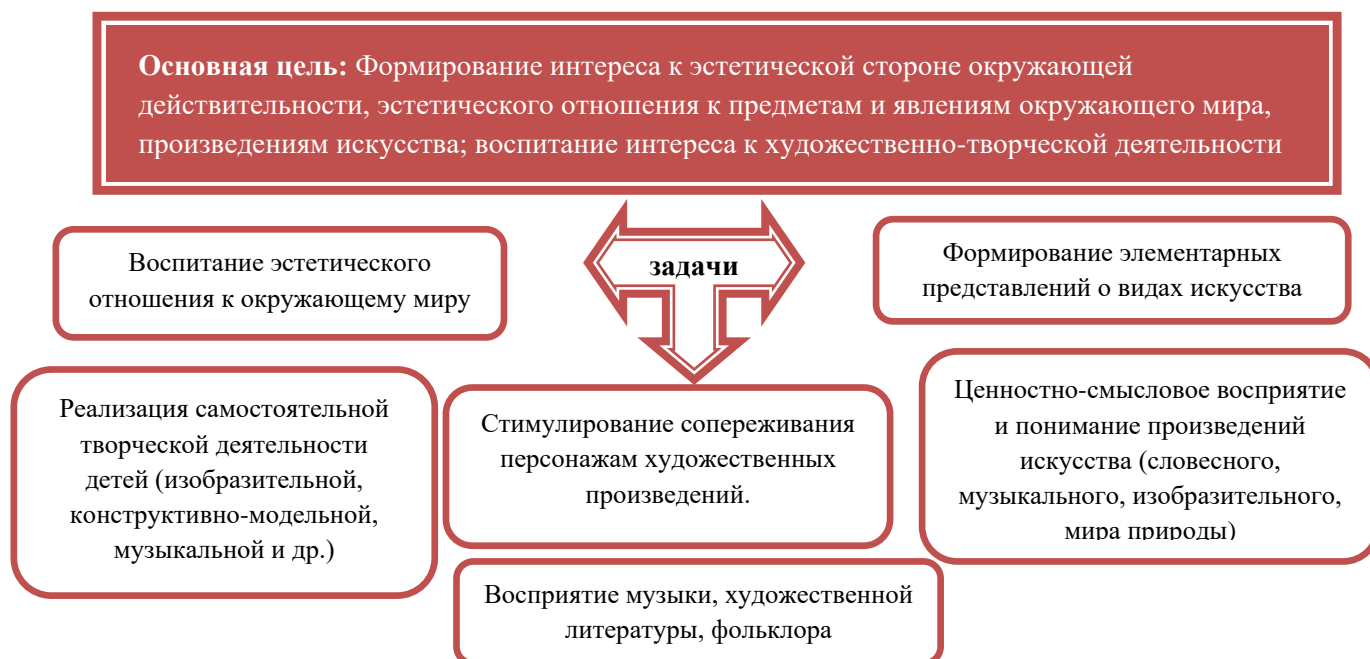 Основная цель: Формирование интереса к эстетической стороне окружающей
действительности, эстетического отношения к предметам и явлениям окружающего мира,
произведениям искусства; воспитание интереса к художественно-творческой деятельности
задачи
Воспитание эстетического
отношения к окружающему миру
Формирование элементарных
представлений о видах искусства
Реализация самостоятельной
творческой деятельности
детей (изобразительной,
конструктивно-модельной,
музыкальной и др.)
Стимулирование сопереживания
персонажам художественных
произведений.
Ценностно-смысловое восприятие
и понимание произведений
искусства (словесного,
музыкального, изобразительного,
мира природы)
Восприятие музыки, художественной
литературы, фольклора